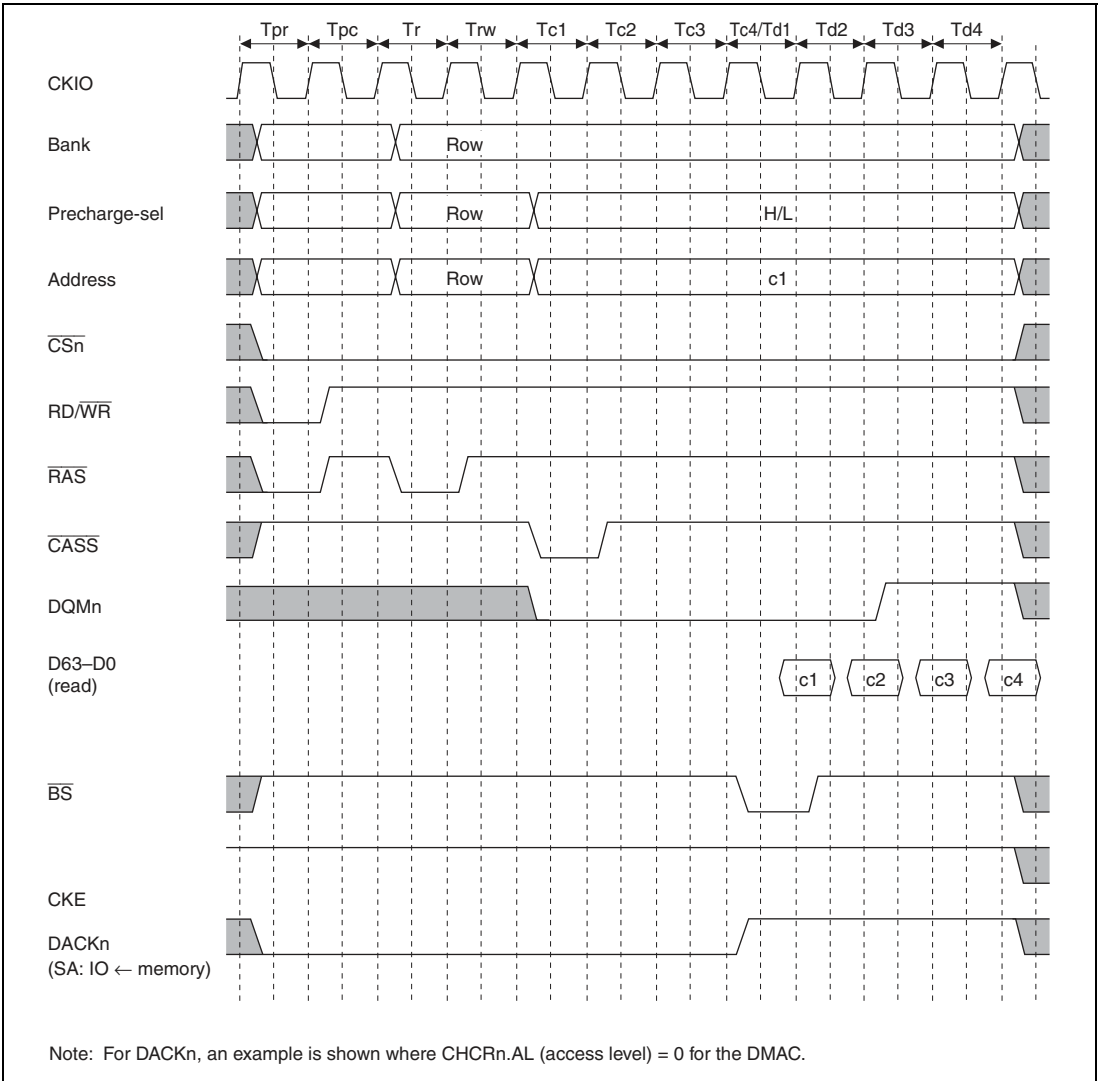 Tpr Tpc Tr Trw Tc1 Tc2 Tc3 Tc4/Td1 Td2 Td3 Td4
CKIO
Bank Row
Precharge-sel Row H/L
Address Row c1
CSn
RD/WR
RAS
CASS
DQMn
D63–D0
(read)
c1 c2 c3 c4
BS
CKE
DACKn
(SA: IO ← memory)
Note: For DACKn, an example is shown where CHCRn.AL (access level) = 0 for the DMAC.